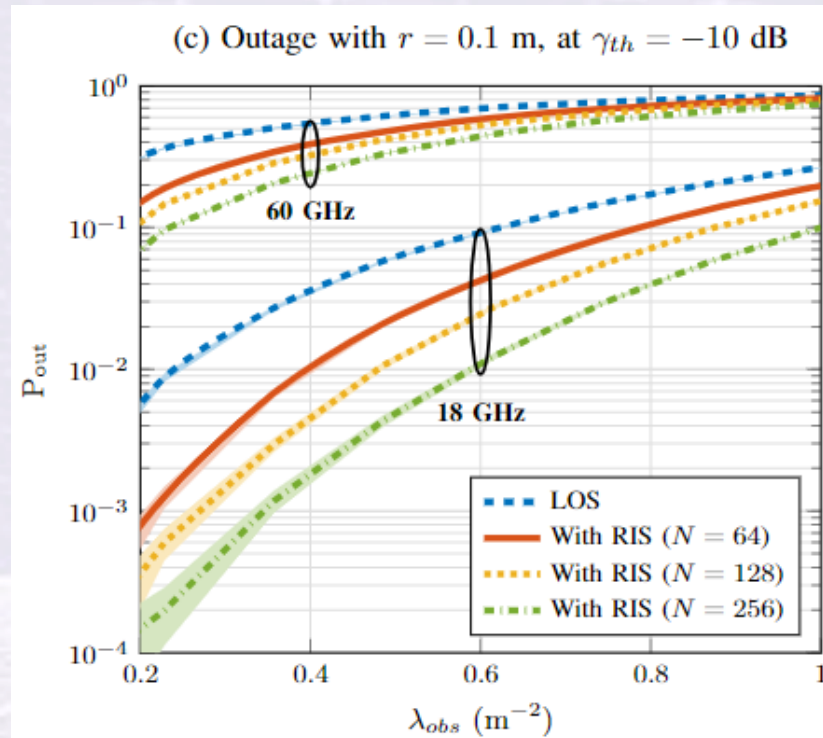 (c) Outage with r = 0.1 m, at γ_th = −10 dB
10^0
10^−1
10^−2
10^−3
10^−4
P_out
60 GHz
18 GHz
LOS
With RIS (N = 64)
With RIS (N = 128)
With RIS (N = 256)
0.2 0.4 0.6 0.8 1
λ_obs (m^−2)